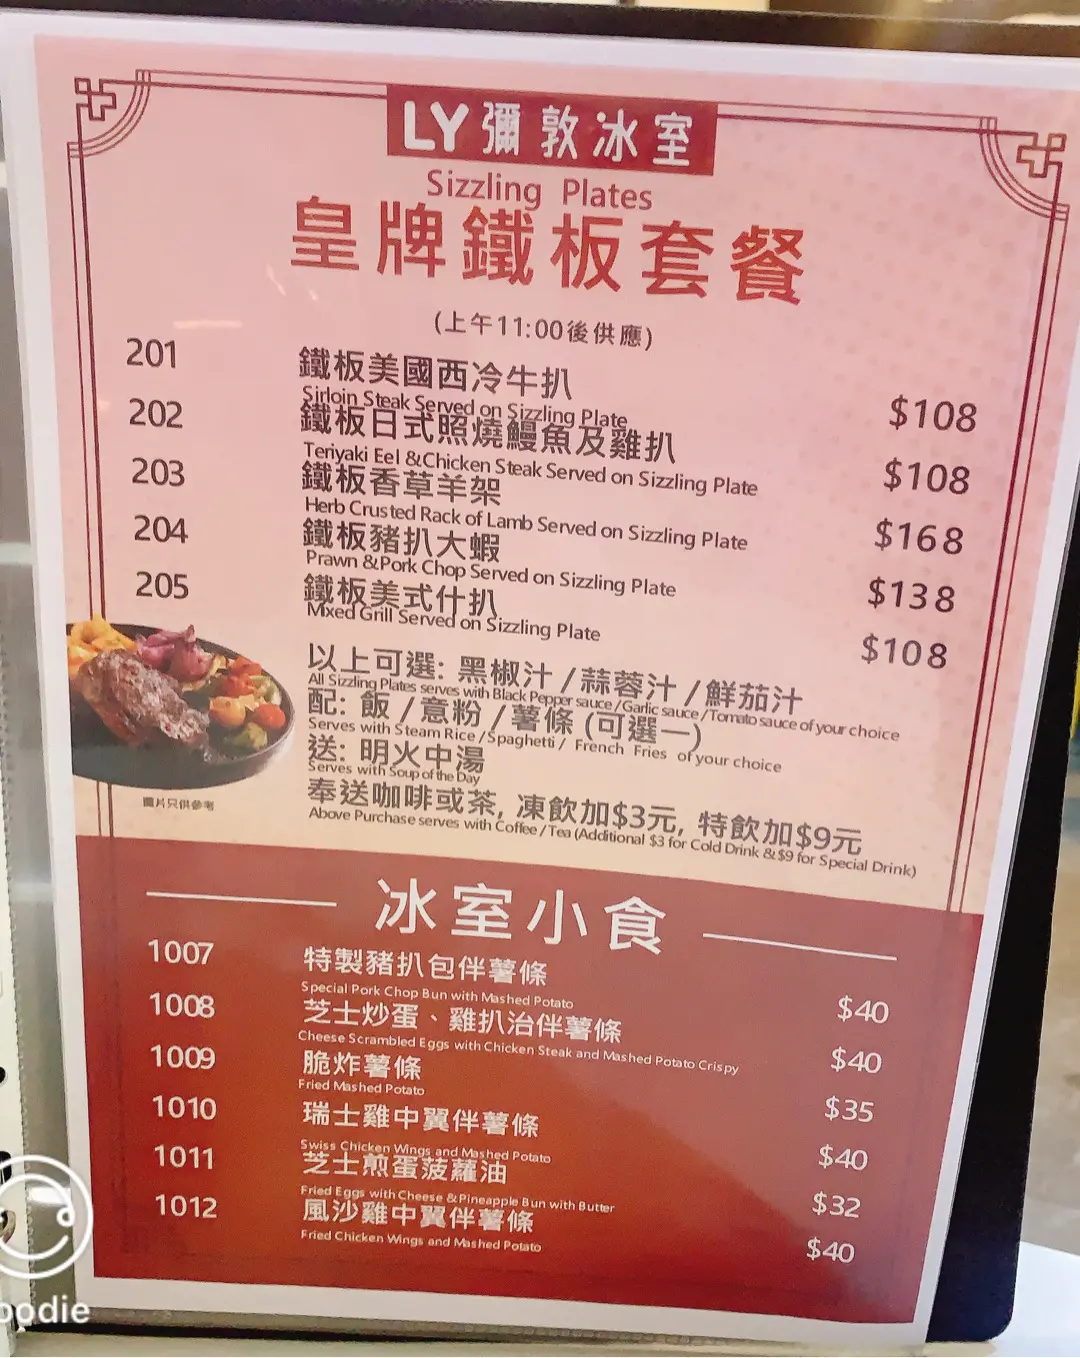 LY彌敦冰室
Sizzling Plates
皇牌鐵板套餐
(上午11:00後供應)
201 鐵板美國西冷牛扒 $108
Sirloin Steak Served on Sizzling Plate
202 鐵板日式照燒鰻魚及雞扒 $108
Teriyaki Eel &Chicken Steak Served on Sizzling Plate
203 鐵板香草羊架 $168
Herb Crusted Rack of Lamb Served on Sizzling Plate
204 鐵板豬扒大蝦 $138
Prawn &Pork Chop Served on Sizzling Plate
205 鐵板美式什扒 $108
Mixed Grill Served on Sizzling Plate
以上可選: 黑椒汁/蒜蓉汁/鮮茄汁
All Sizzling Plates serves with Black Pepper sauce/Garlic sauce/Tomato sauce of your choice
配: 飯/意粉/薯條 (可選一)
Serves with Steam Rice/Spaghetti/ French Fries of your choice
送: 明火中湯
Serves with Soup of the Day
奉送咖啡或茶, 凍飲加$3元, 特飲加$9元
Above Purchase serves with Coffee/Tea (Additional $3 for Cold Drink &$9 for Special Drink)
圖片只供參考
冰室小食
1007 特製豬扒包伴薯條 $40
Special Pork Chop Bun with Mashed Potato
1008 芝士炒蛋、雞扒治伴薯條 $40
Cheese Scrambled Eggs with Chicken Steak and Mashed Potato Crispy
1009 脆炸薯條 $35
Fried Mashed Potato
1010 瑞士雞中翼伴薯條 $40
Swiss Chicken Wings and Mashed Potato
1011 芝士煎蛋菠蘿油 $32
Fried Eggs with Cheese &Pineapple Bun with Butter
1012 風沙雞中翼伴薯條 $40
Fried Chicken Wings and Mashed Potato
oodie